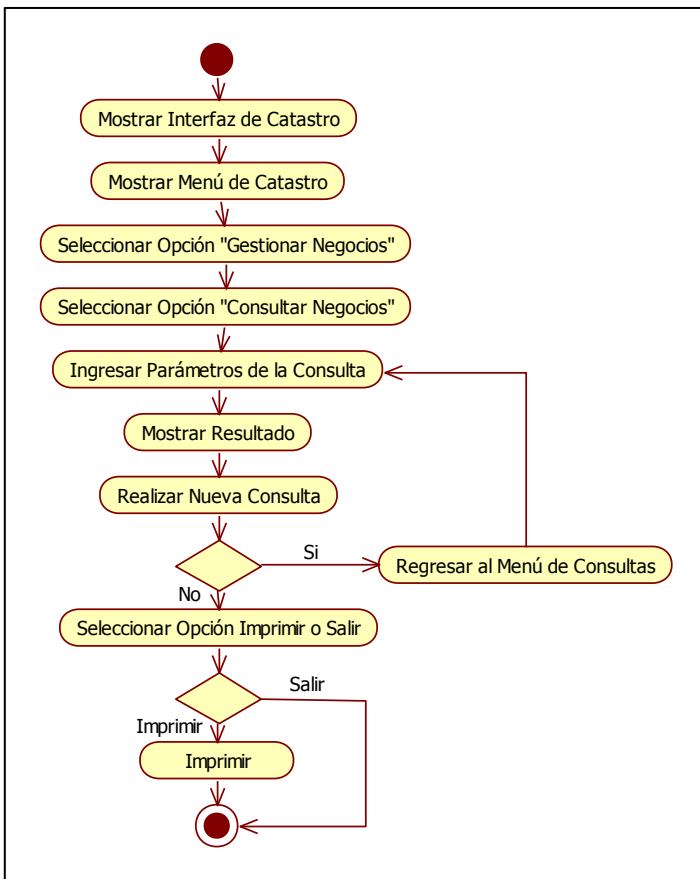 Mostrar Interfaz de Catastro
Mostrar Menú de Catastro
Seleccionar Opción "Gestionar Negocios"
Seleccionar Opción "Consultar Negocios"
Ingresar Parámetros de la Consulta
Mostrar Resultado
Realizar Nueva Consulta
Si
Regresar al Menú de Consultas
No
Seleccionar Opción Imprimir o Salir
Salir
Imprimir
Imprimir